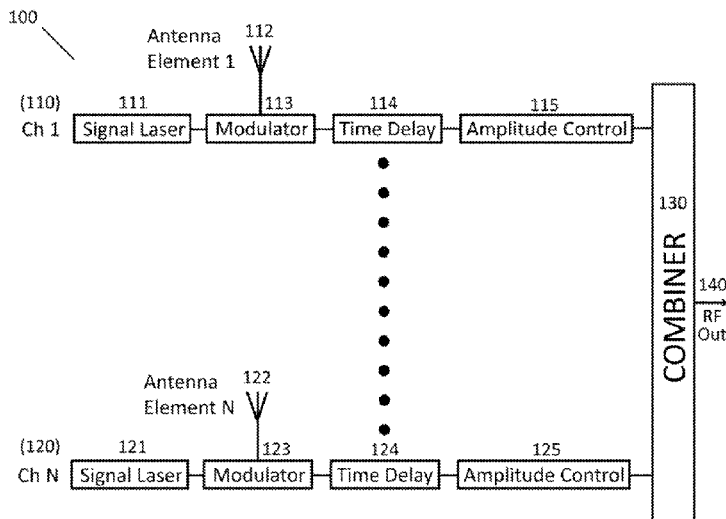 100
Antenna 112
Element 1
(110) 111 113 114 115
Ch 1 Signal Laser Modulator Time Delay Amplitude Control
130
COMBINER
140
RF
Out
Antenna 122
Element N
(120) 121 123 124 125
Ch N Signal Laser Modulator Time Delay Amplitude Control